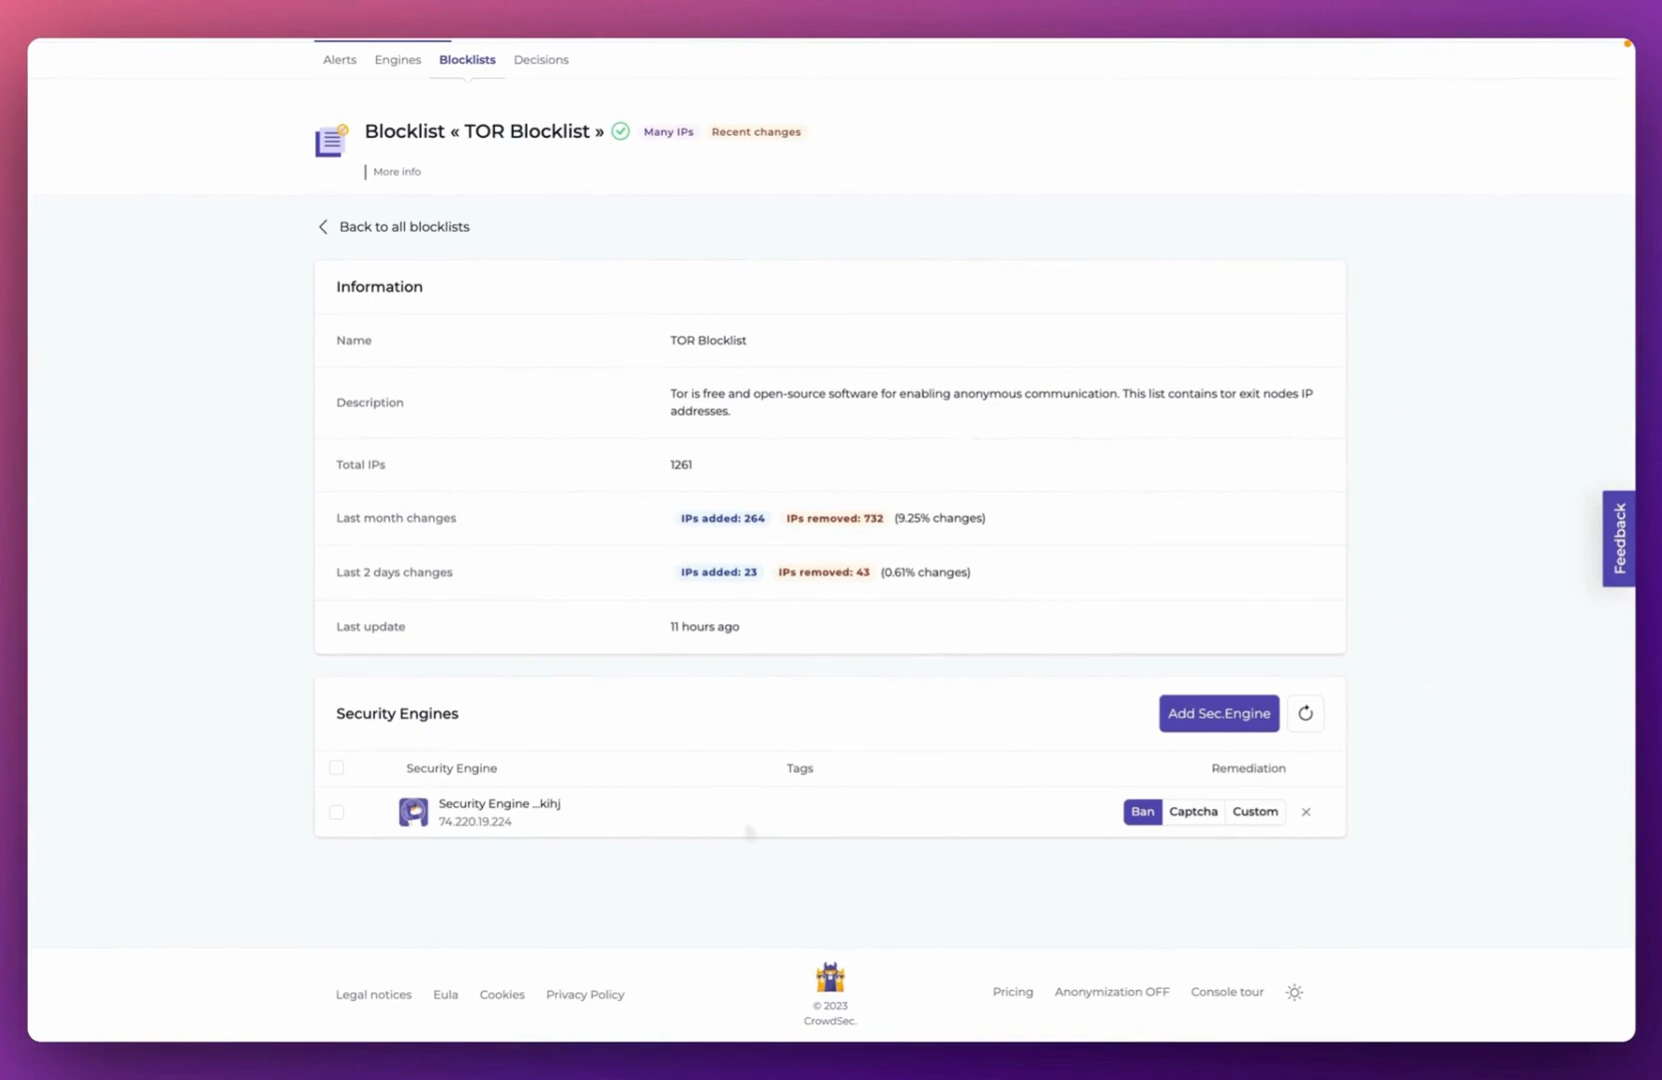 Alerts Engines Blocklists Decisions
Blocklist « TOR Blocklist » Many IPs Recent changes
More info
Back to all blocklists
Information
Name TOR Blocklist
Description Tor is free and open-source software for enabling anonymous communication. This list contains tor exit nodes IP
addresses.
Total IPs 1261
Last month changes IPs added: 264 IPs removed: 732 (9.25% changes)
Last 2 days changes IPs added: 23 IPs removed: 43 (0.61% changes)
Last update 11 hours ago
Feedback
Security Engines Add Sec.Engine
Security Engine Tags Remediation
Security Engine ...kihj
74.220.19.224
Ban Captcha Custom
Legal notices Eula Cookies Privacy Policy
© 2023
CrowdSec.
Pricing Anonymization OFF Console tour